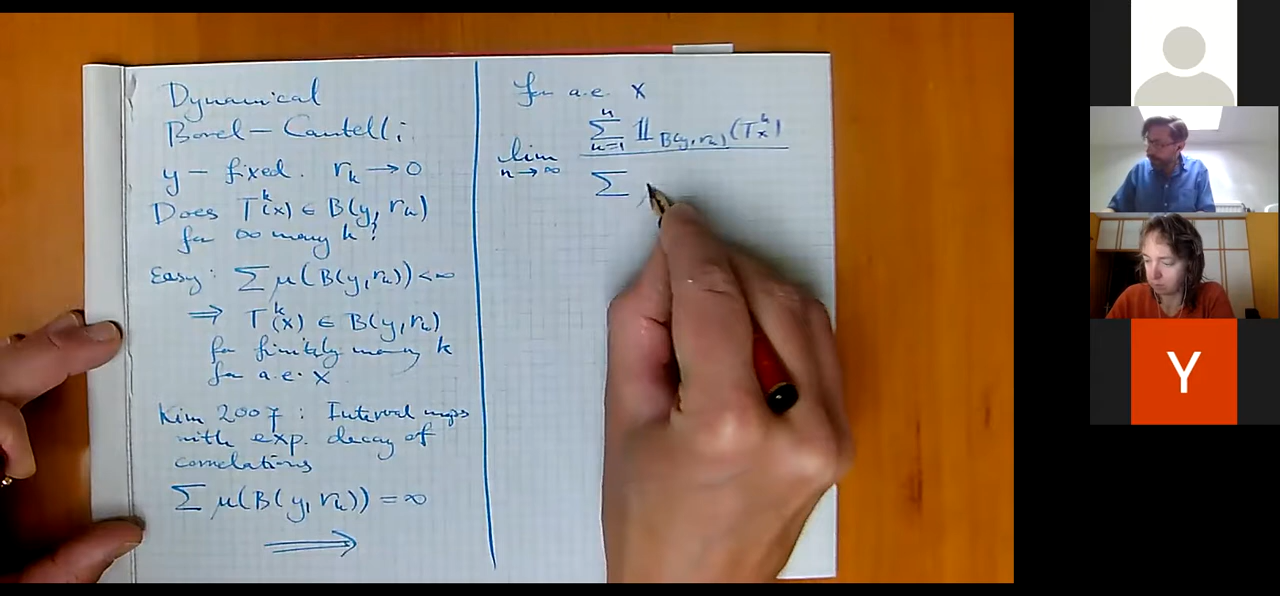 Dynamical
Borel–Cantelli
y – fixed. r_k → 0
Does T^k(x) ∈ B(y, r_k)
for ∞ many k?
Easy: ∑ μ(B(y, r_k)) < ∞
⇒ T^k(x) ∈ B(y, r_k)
for finitely many k
for a.e. x
Kim 2007: Interval maps
with exp. decay of
correlations
∑ μ(B(y, r_k)) = ∞
⟹
for a.e. x
lim n→∞ ∑_{k=1}^{n} 𝟙_{B(y, r_k)}(T^k x)
∑
Y